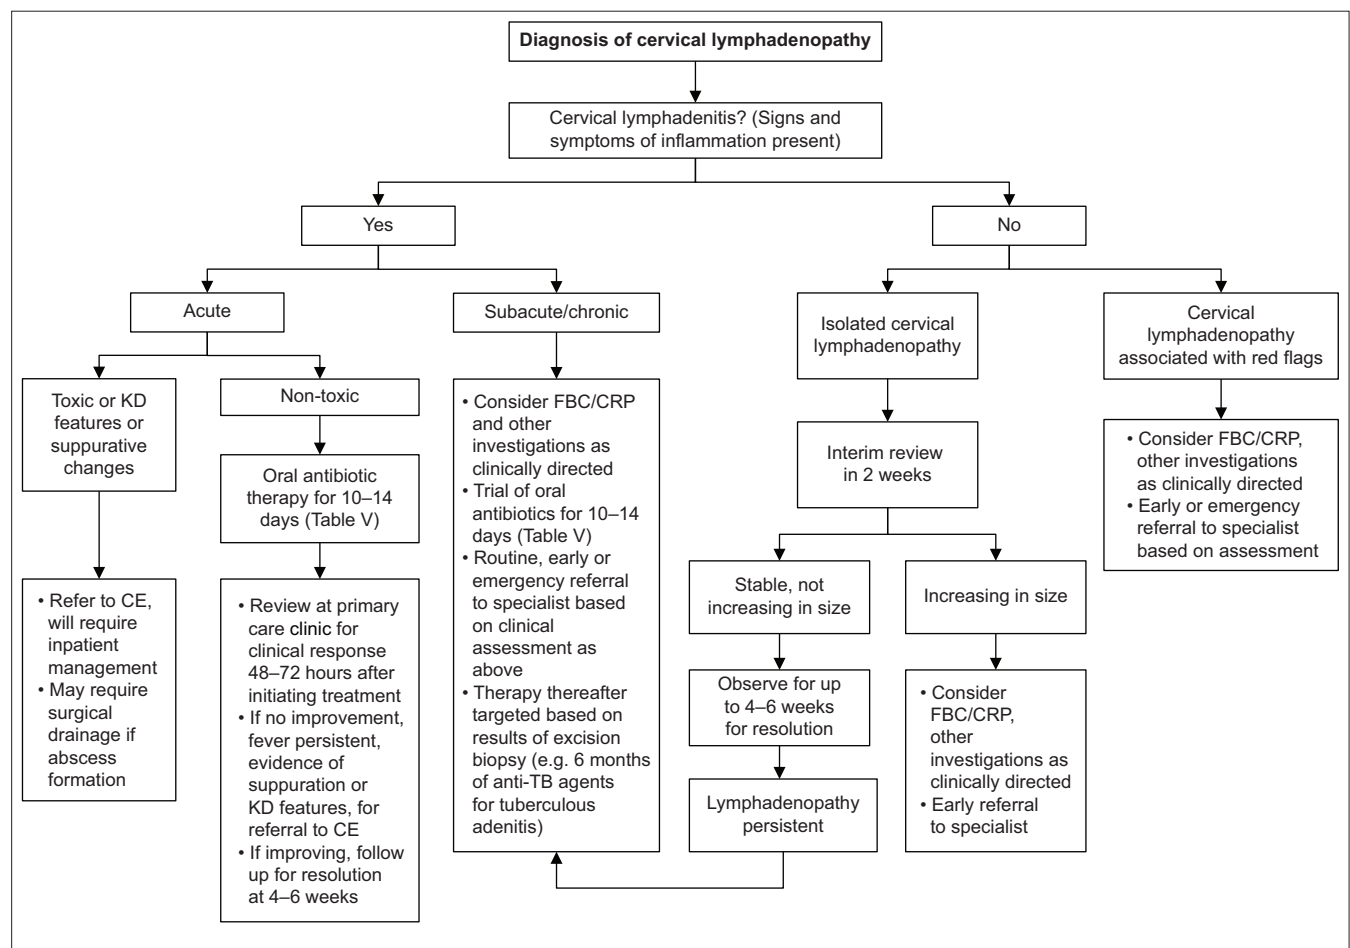 Diagnosis of cervical lymphadenopathy
Cervical lymphadenitis? (Signs and
symptoms of inflammation present)
Yes
No
Acute
Subacute/chronic
Isolated cervical
lymphadenopathy
Cervical
lymphadenopathy
associated with red flags
Toxic or KD
features or
suppurative
changes
Non-toxic
Oral antibiotic
therapy for 10–14
days (Table V)
• Consider FBC/CRP
and other
investigations as
clinically directed
• Trial of oral
antibiotics for 10–14
days (Table V)
• Routine, early or
emergency referral
to specialist based
on clinical
assessment as
above
• Therapy thereafter
targeted based on
results of excision
biopsy (e.g. 6 months
of anti-TB agents
for tuberculous
adenitis)
Interim review
in 2 weeks
• Consider FBC/CRP,
other investigations
as clinically directed
• Early or emergency
referral to specialist
based on assessment
• Refer to CE,
will require
inpatient
management
• May require
surgical
drainage if
abscess
formation
• Review at primary
care clinic for
clinical response
48–72 hours after
initiating treatment
• If no improvement,
fever persistent,
evidence of
suppuration or
KD features, for
referral to CE
• If improving, follow
up for resolution
at 4–6 weeks
Stable, not
increasing in size
Increasing in size
Observe for up
to 4–6 weeks
for resolution
Lymphadenopathy
persistent
• Consider
FBC/CRP,
other
investigations as
clinically directed
• Early referral
to specialist